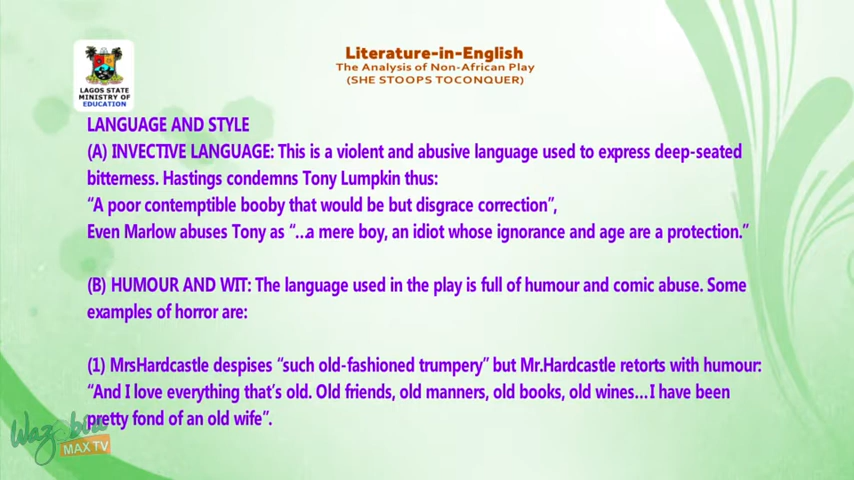 LAGOS STATE
MINISTRY OF
EDUCATION
Literature-in-English
The Analysis of Non-African Play
(SHE STOOPS TOCONQUER)
LANGUAGE AND STYLE
(A) INVECTIVE LANGUAGE: This is a violent and abusive language used to express deep-seated
bitterness. Hastings condemns Tony Lumpkin thus:
“A poor contemptible booby that would be but disgrace correction”,
Even Marlow abuses Tony as “...a mere boy, an idiot whose ignorance and age are a protection.”
(B) HUMOUR AND WIT: The language used in the play is full of humour and comic abuse. Some
examples of horror are:
(1) MrsHardcastle despises “such old-fashioned trumpery” but Mr.Hardcastle retorts with humour:
“And I love everything that’s old. Old friends, old manners, old books, old wines...I have been
pretty fond of an old wife”.
Wazobia
MAX TV